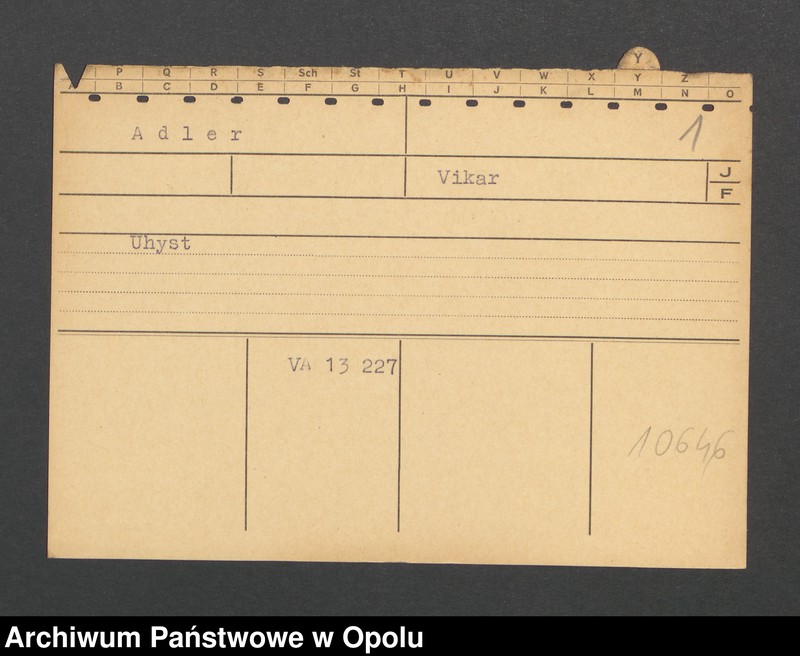 Y
P Q R S Sch St T U V W X Y Z
A B C D E F G H I J K L M N O
Adler 1
Vikar J
F
Uhyst
VA 13 227
10646
Archiwum Państwowe w Opolu